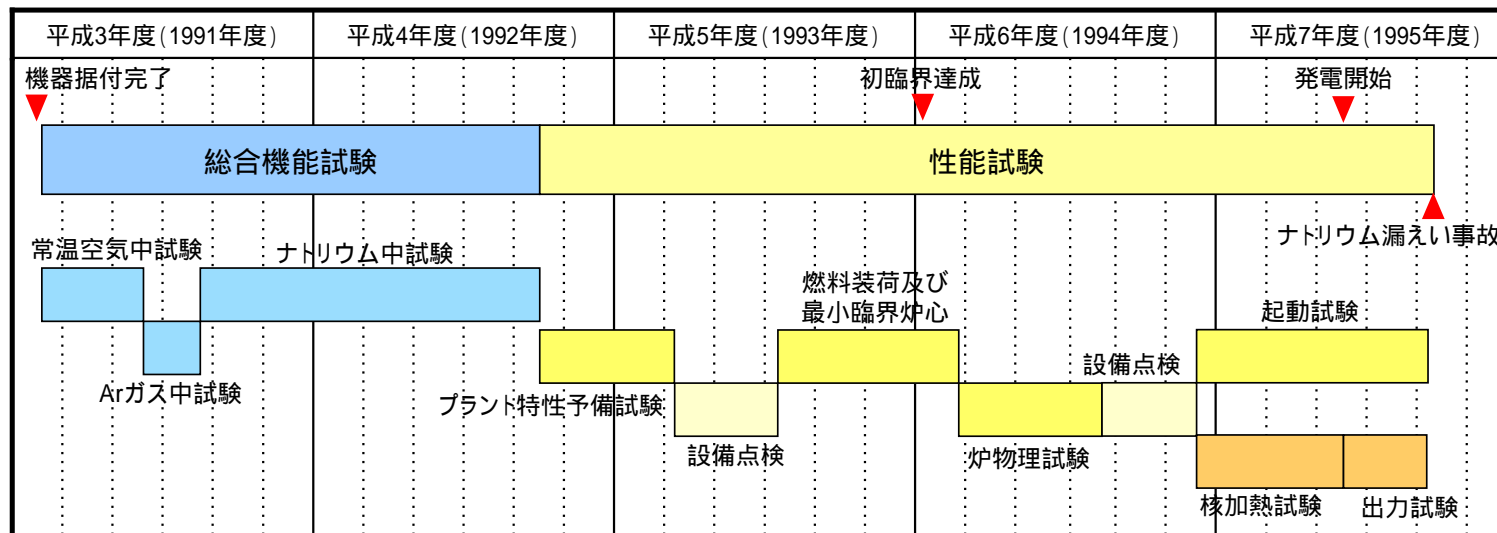 平成3年度(1991年度)
平成4年度(1992年度)
平成5年度(1993年度)
平成6年度(1994年度)
平成7年度(1995年度)
機器据付完了
初臨界達成
発電開始
総合機能試験
性能試験
ナトリウム漏えい事故
常温空気中試験
ナトリウム中試験
燃料装荷及び
最小臨界炉心
起動試験
設備点検
Arガス中試験
プラント特性予備試験
設備点検
炉物理試験
核加熱試験
出力試験